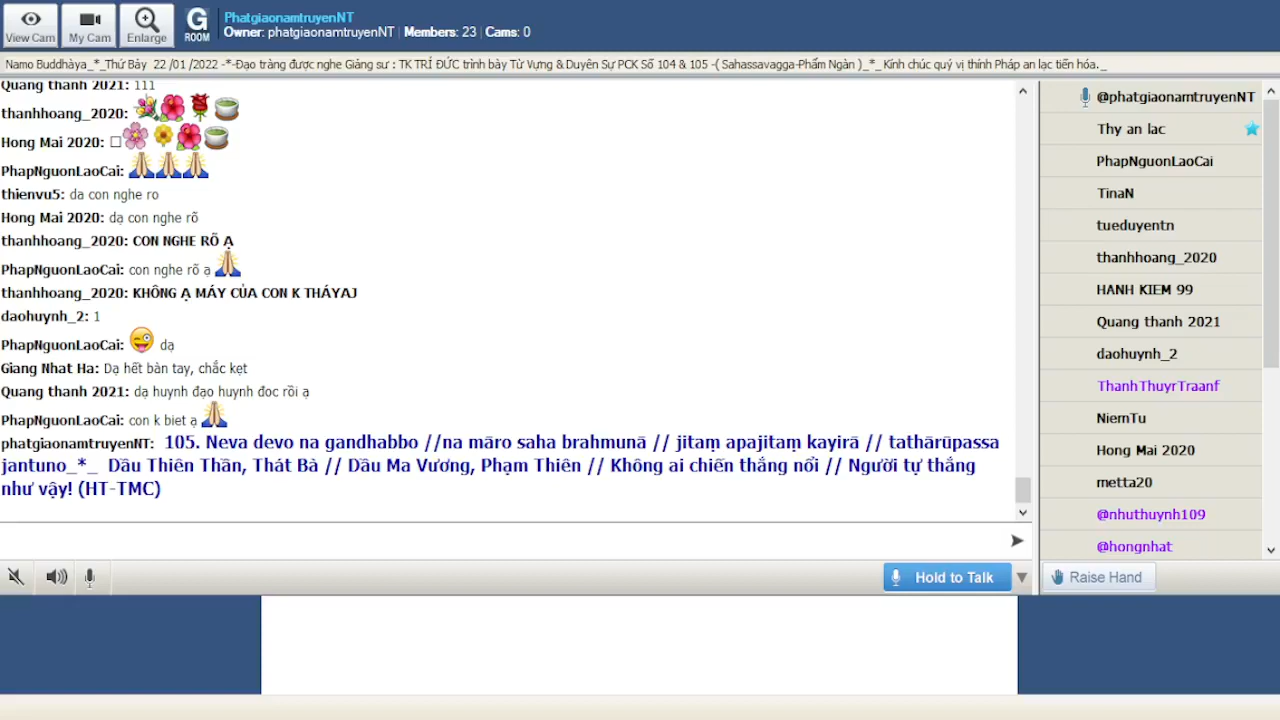 View Cam
My Cam
Enlarge
G
ROOM
PhatgiaonamtruyenNT
Owner: phatgiaonamtruyenNT | Members: 23 | Cams: 0
Namo Buddhàya_*_Thứ Bảy 22 /01 /2022 -*-Đạo tràng được nghe Giảng sư : TK TRÍ ĐỨC trình bày Từ Vựng & Duyên Sự PCK Số 104 & 105 -( Sahassavagga-Phẩm Ngàn )_*_ Kính chúc quý vị thính Pháp an lạc tiến hóa._
Quang thanh 2021: 111
thanhhoang_2020:
Hong Mai 2020: □
PhapNguonLaoCai:
thienvu5: da con nghe ro
Hong Mai 2020: dạ con nghe rõ
thanhhoang_2020: CON NGHE RÕ Ạ
PhapNguonLaoCai: con nghe rõ ạ
thanhhoang_2020: KHÔNG Ạ MÁY CỦA CON K THÁYAJ
daohuynh_2: 1
PhapNguonLaoCai: dạ
Giang Nhat Ha: Dạ hết bàn tay, chắc kẹt
Quang thanh 2021: dạ huynh đạo huynh đoc rồi ạ
PhapNguonLaoCai: con k biet ạ
phatgiaonamtruyenNT: 105. Neva devo na gandhabbo //na māro saha brahmunā // jitaṃ apajitaṃ kayirā // tathārūpassa
jantuno_*_ Dầu Thiên Thần, Thát Bà // Dầu Ma Vương, Phạm Thiên // Không ai chiến thắng nổi // Người tự thắng
như vậy! (HT-TMC)
Hold to Talk
@phatgiaonamtruyenNT
Thy an lac
PhapNguonLaoCai
TinaN
tueduyentn
thanhhoang_2020
HANH KIEM 99
Quang thanh 2021
daohuynh_2
ThanhThuyrTraanf
NiemTu
Hong Mai 2020
metta20
@nhuthuynh109
@hongnhat
Raise Hand